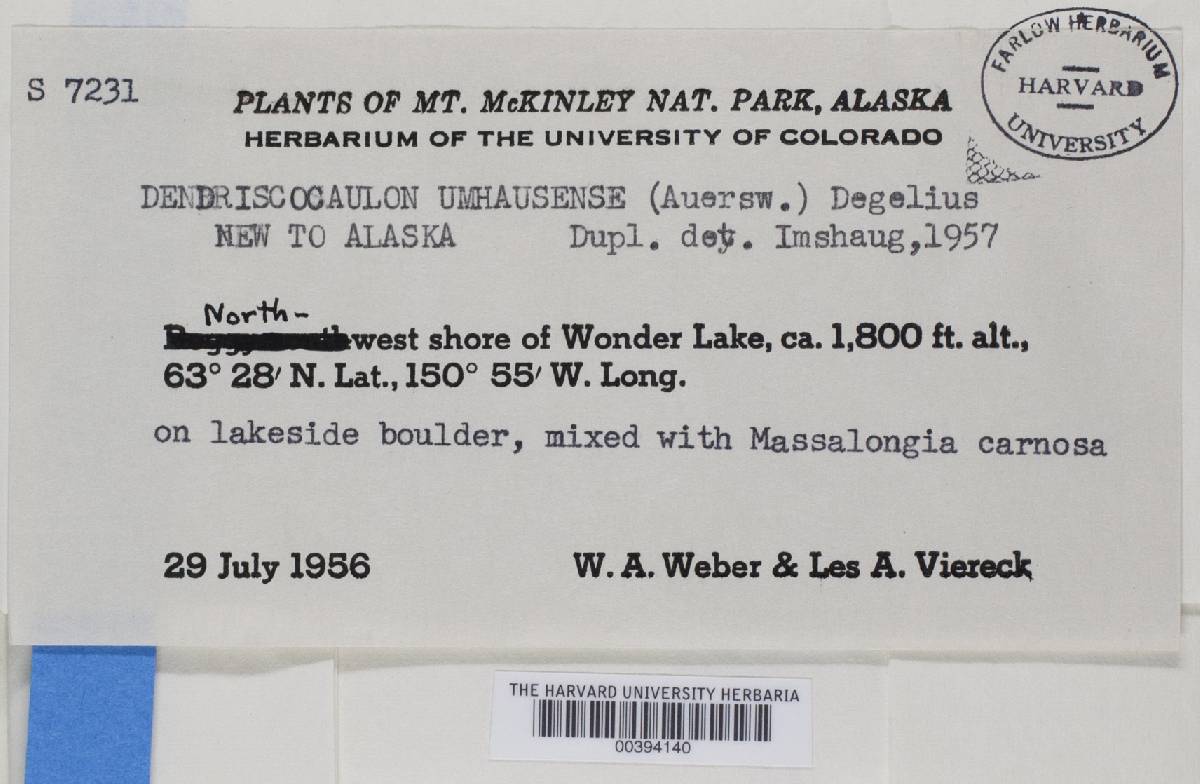 FARLOW HERBARIUM
HARVARD
UNIVERSITY
S 7231
PLANTS OF MT. McKINLEY NAT. PARK, ALASKA
HERBARIUM OF THE UNIVERSITY OF COLORADO
DENDRISCOCAULON UMHAUSENSE (Auersw.) Degelius
NEW TO ALASKA Dupl. det. Imshaug,1957
North-
west shore of Wonder Lake, ca. 1,800 ft. alt.,
63° 28′ N. Lat., 150° 55′ W. Long.
on lakeside boulder, mixed with Massalongia carnosa
29 July 1956 W. A. Weber & Les A. Viereck
THE HARVARD UNIVERSITY HERBARIA
00394140